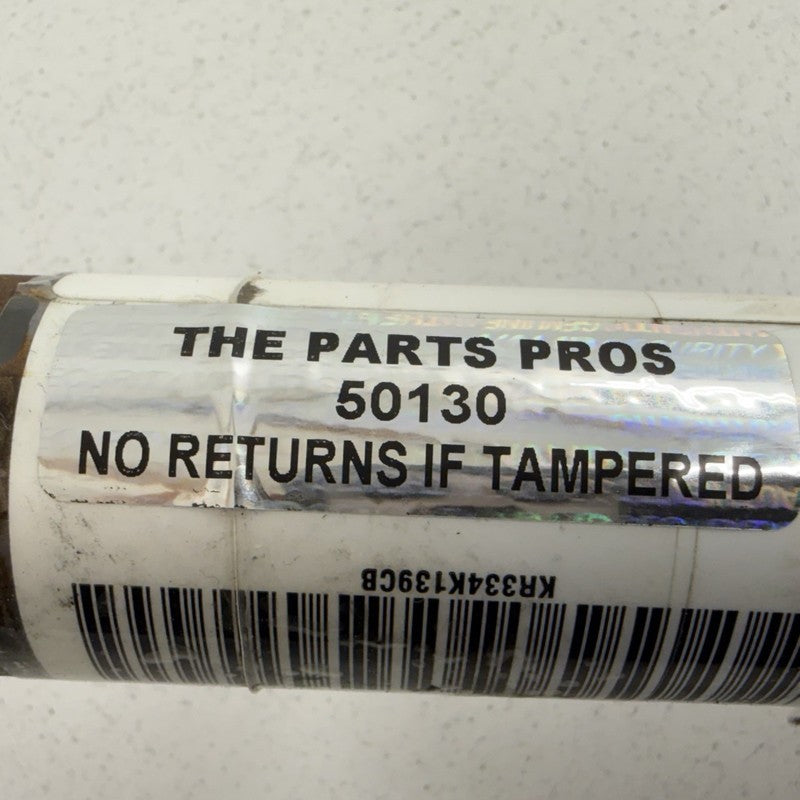 THE PARTS PROS
50130
NO RETURNS IF TAMPERED
KR334K139CB